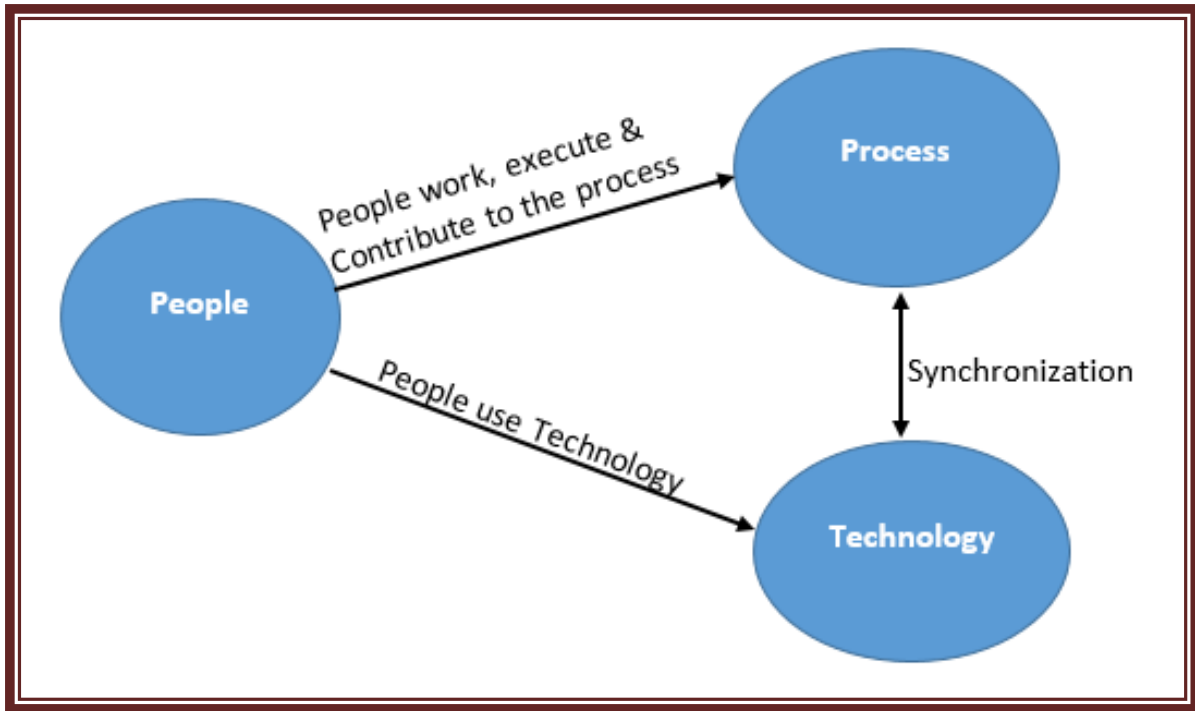 People
People work, execute &
Contribute to the process
Process
People use Technology
Synchronization
Technology